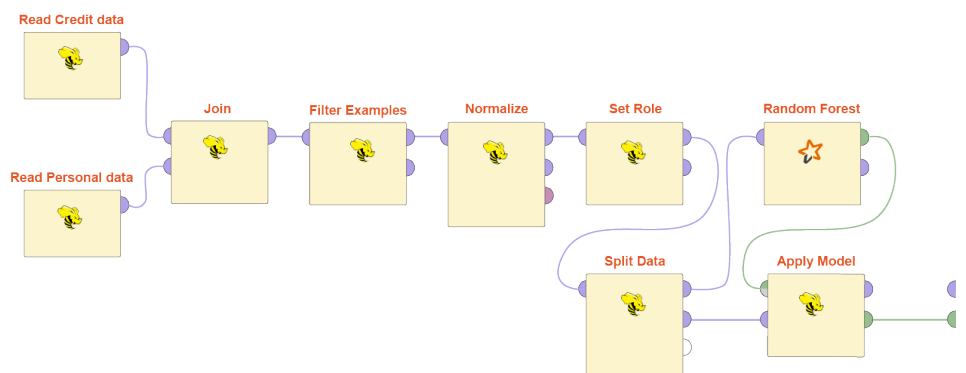 Read Credit data
Join
Filter Examples
Normalize
Set Role
Random Forest
Read Personal data
Split Data
Apply Model